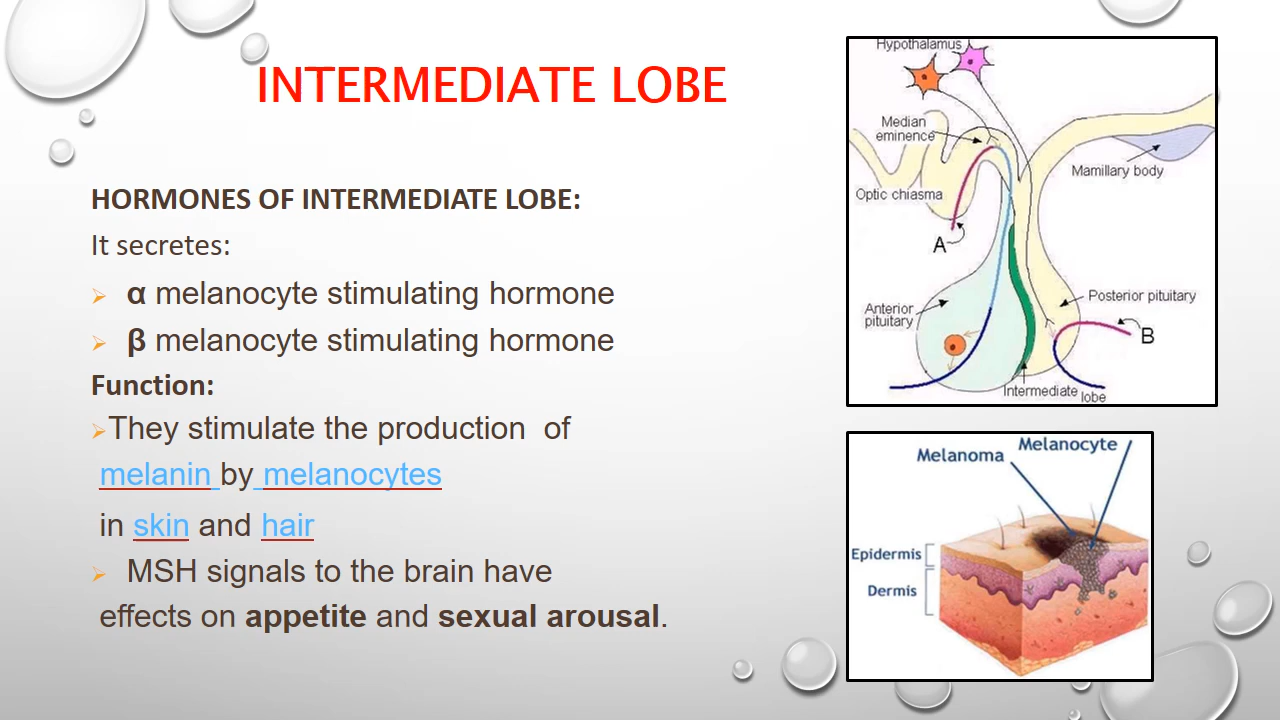 INTERMEDIATE LOBE
HORMONES OF INTERMEDIATE LOBE:
It secretes:
➢ α melanocyte stimulating hormone
➢ β melanocyte stimulating hormone
Function:
➢They stimulate the production of
melanin by melanocytes
in skin and hair
➢ MSH signals to the brain have
effects on appetite and sexual arousal.
Hypothalamus
Median
eminence
Mamillary body
Optic chiasma
A
Anterior
pituitary
Posterior pituitary
B
Intermediate lobe
Melanoma
Melanocyte
Epidermis
Dermis